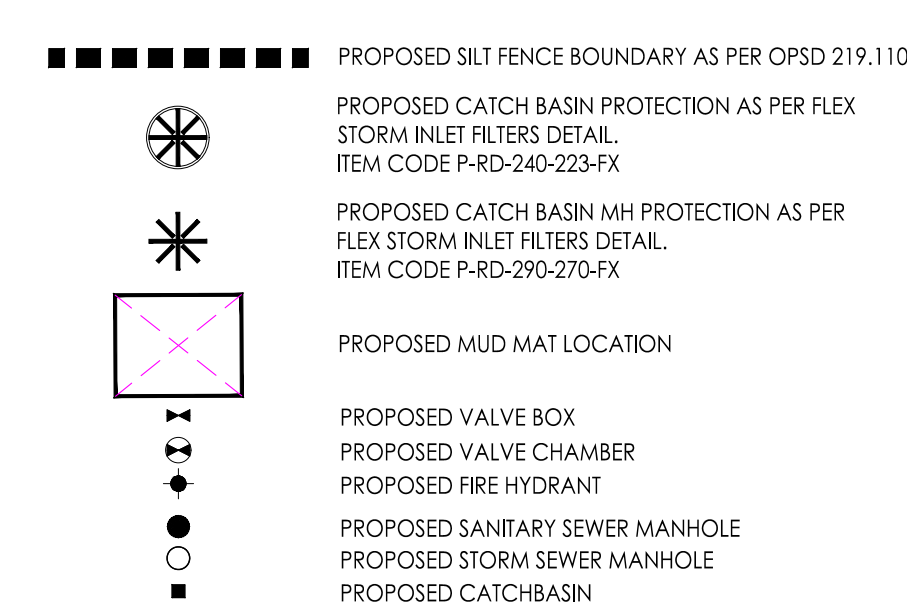 PROPOSED SILT FENCE BOUNDARY AS PER OPSD 219.110
PROPOSED CATCH BASIN PROTECTION AS PER FLEX
STORM INLET FILTERS DETAIL.
ITEM CODE P-RD-240-223-FX
PROPOSED CATCH BASIN MH PROTECTION AS PER
FLEX STORM INLET FILTERS DETAIL.
ITEM CODE P-RD-290-270-FX
PROPOSED MUD MAT LOCATION
PROPOSED VALVE BOX
PROPOSED VALVE CHAMBER
PROPOSED FIRE HYDRANT
PROPOSED SANITARY SEWER MANHOLE
PROPOSED STORM SEWER MANHOLE
PROPOSED CATCHBASIN